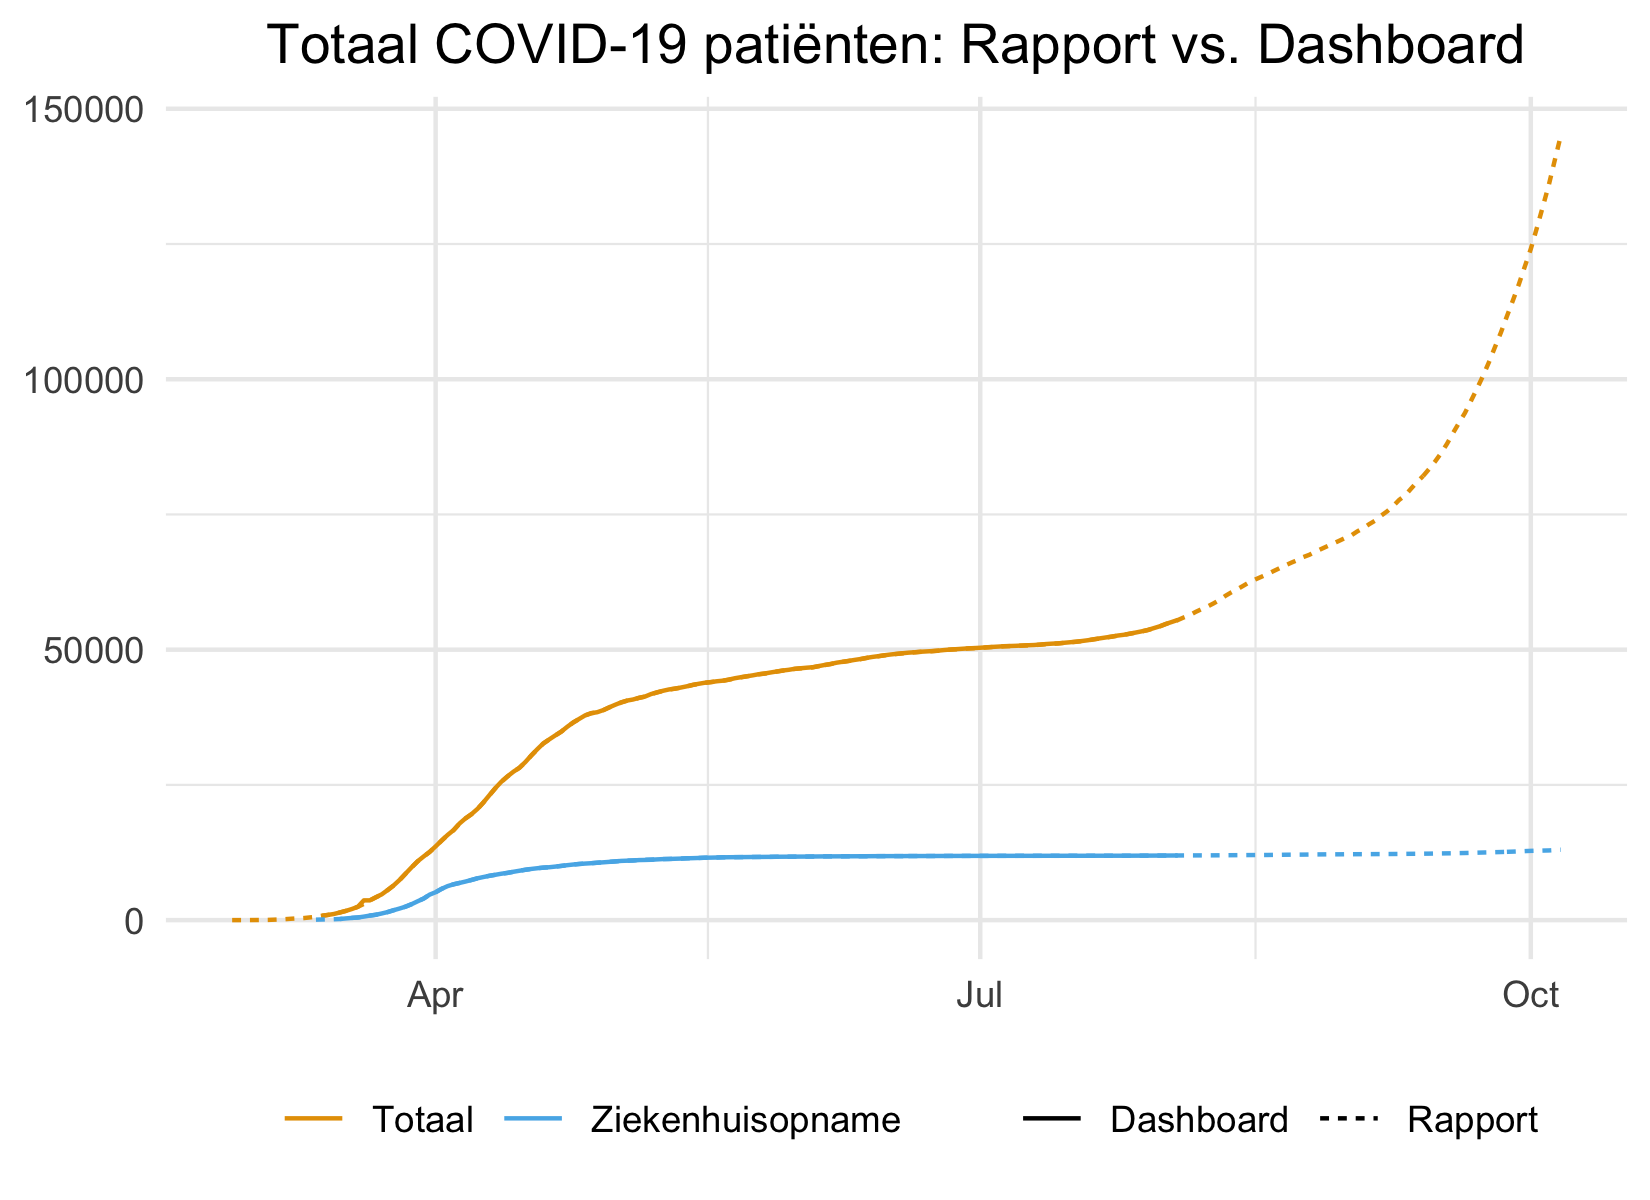 Totaal COVID-19 patiënten: Rapport vs. Dashboard
150000
100000
50000
0
Apr Jul Oct
Totaal Ziekenhuisopname Dashboard Rapport